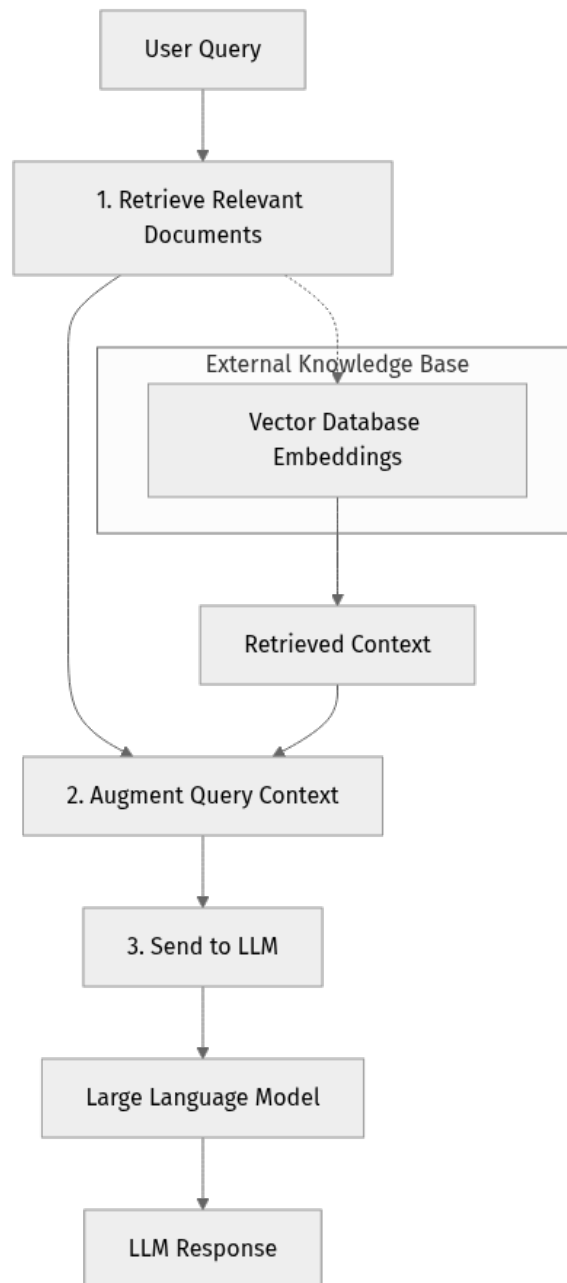 User Query
1. Retrieve Relevant
Documents
External Knowledge Base
Vector Database
Embeddings
Retrieved Context
2. Augment Query Context
3. Send to LLM
Large Language Model
LLM Response